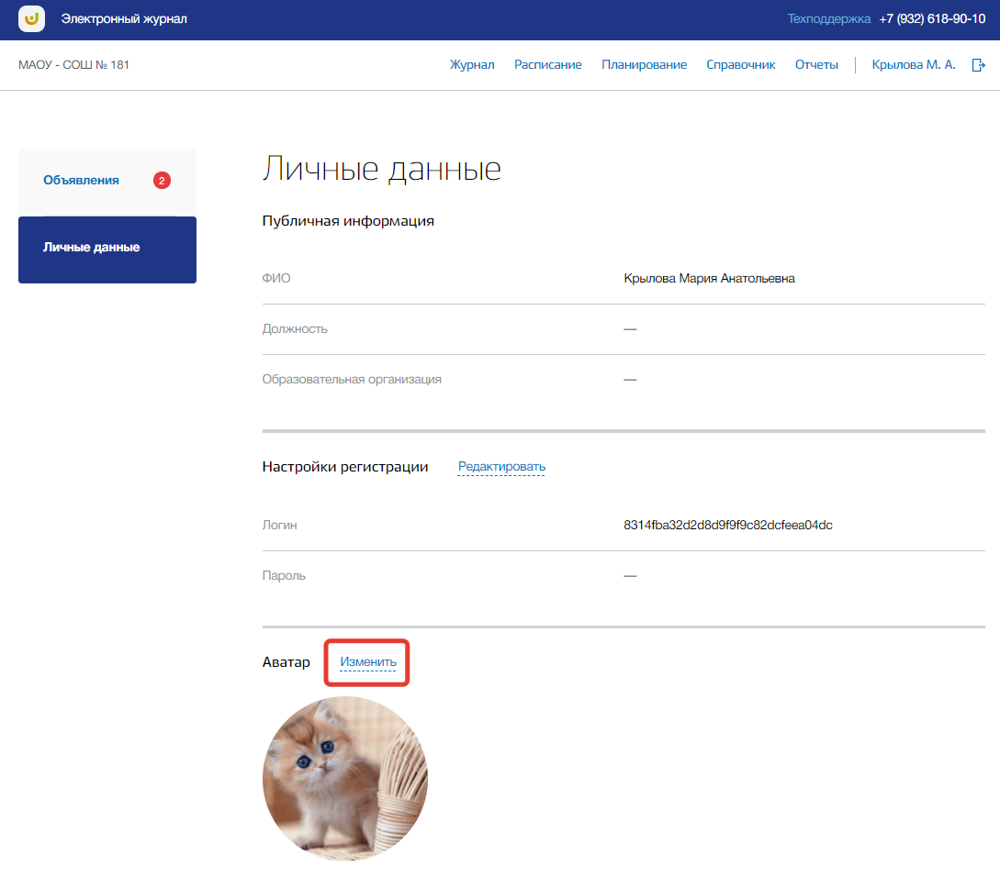 Электронный журнал
Техподдержка +7 (932) 618-90-10
МАОУ - СОШ № 181
Журнал Расписание Планирование Справочник Отчеты Крылова М. А.
Объявления 2
Личные данные
Личные данные
Публичная информация
ФИО Крылова Мария Анатольевна
Должность —
Образовательная организация —
Настройки регистрации Редактировать
Логин 8314fba32d2d8d9f9f9c82dcfeea04dc
Пароль —
Аватар Изменить